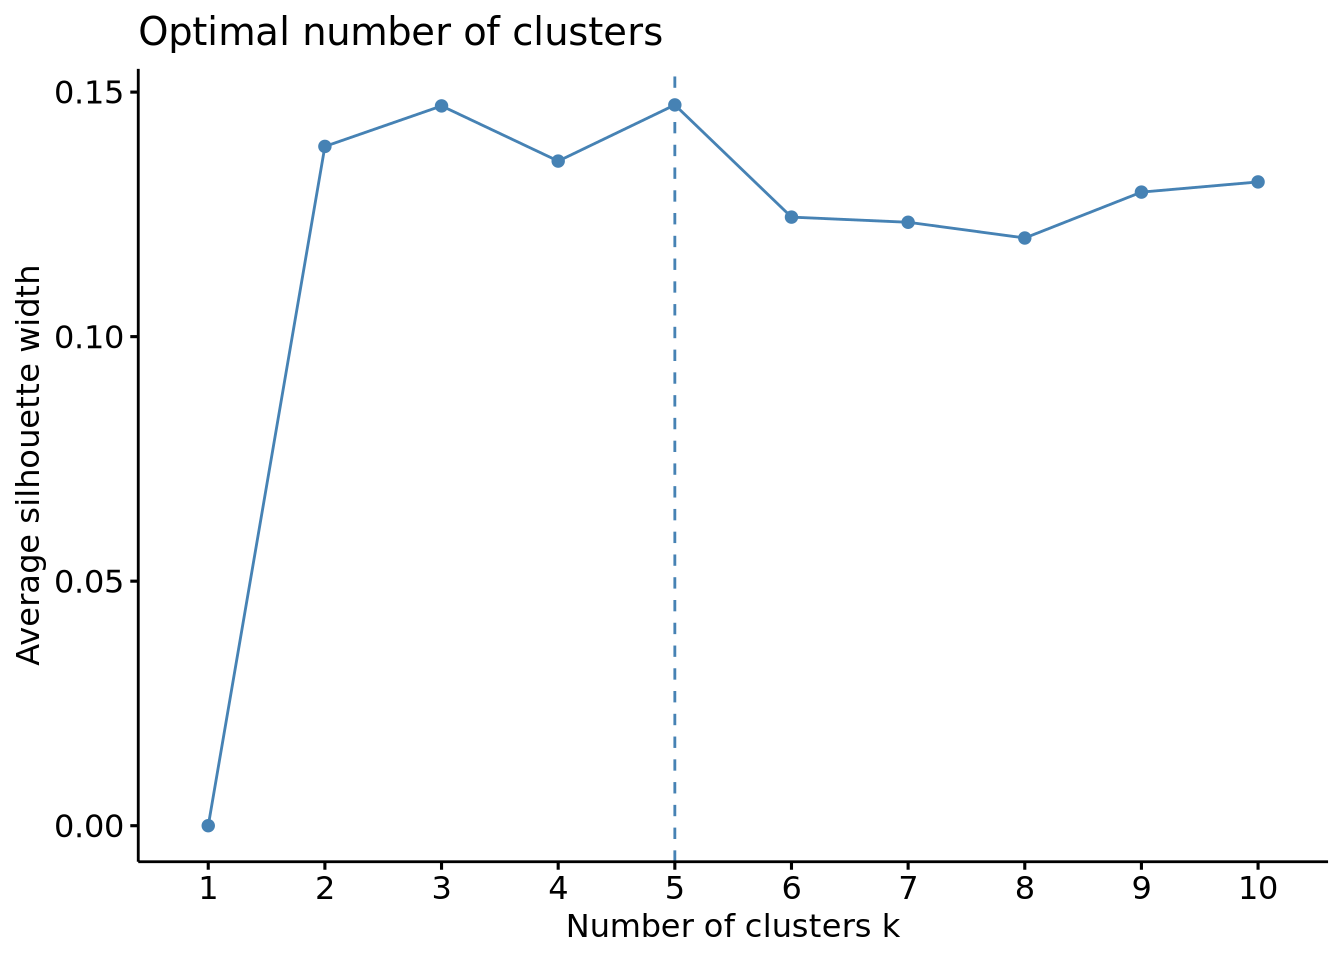 Optimal number of clusters
0.15
0.10
0.05
0.00
Average silhouette width
1 2 3 4 5 6 7 8 9 10
Number of clusters k